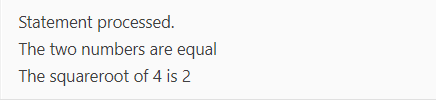 Statement processed.
The two numbers are equal
The squareroot of 4 is 2